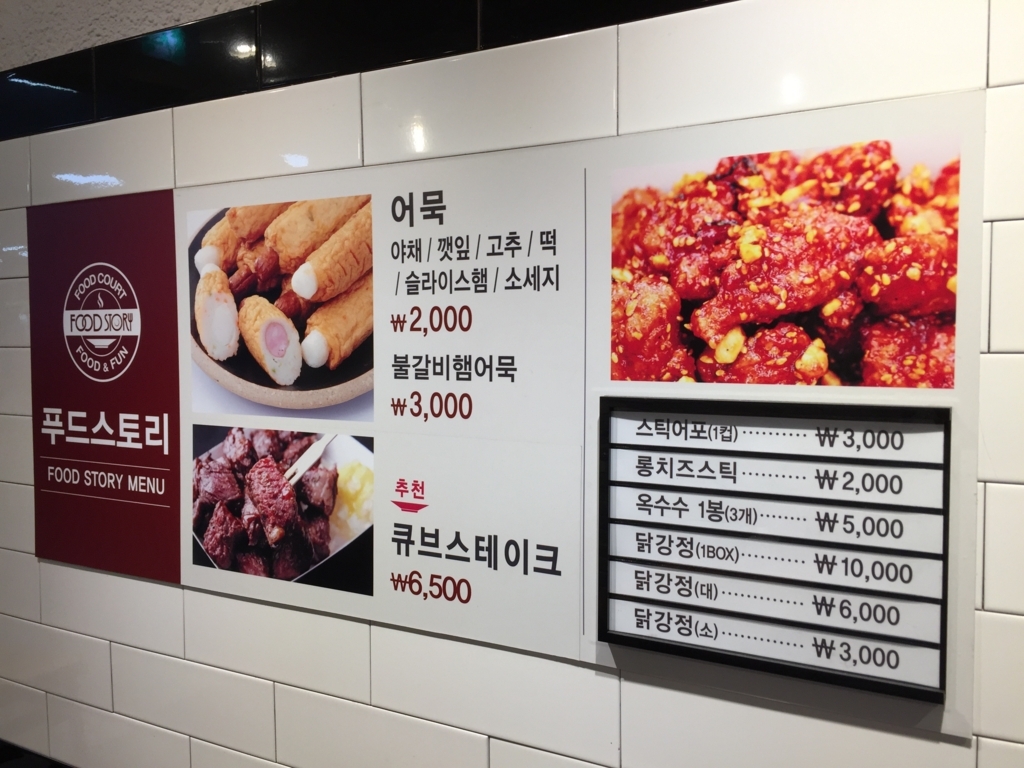 FOOD COURT
FOOD STORY
FOOD & FUN
푸드스토리
FOOD STORY MENU
어묵
야채 / 깻잎 / 고추 / 떡
/ 슬라이스햄 / 소세지
₩2,000
불갈비햄어묵
₩3,000
추천
큐브스테이크
₩6,500
스틱어포(1컵) ·········· ₩3,000
롱치즈스틱 ············ ₩2,000
옥수수 1봉(3개) ········ ₩5,000
닭강정(1BOX) ·········· ₩10,000
닭강정(대) ············ ₩6,000
닭강정(소) ············ ₩3,000